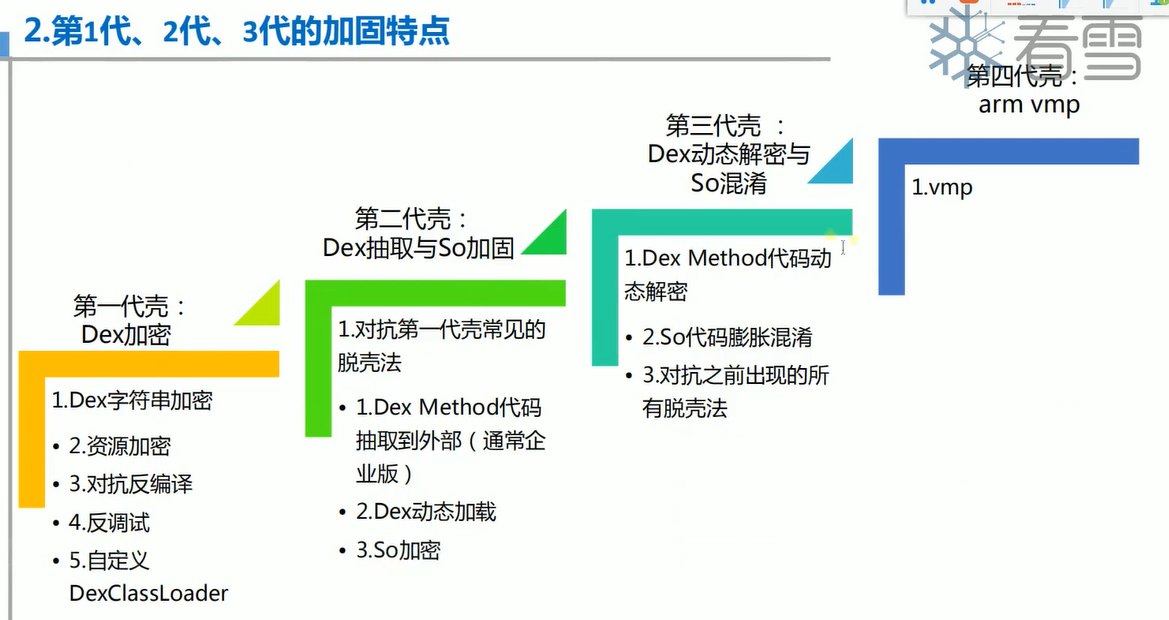 2.第1代、2代、3代的加固特点
看雪
第四代壳：
arm vmp
1.vmp
第三代壳 ：
Dex动态解密与
So混淆
1.Dex Method代码动
态解密
• 2.So代码膨胀混淆
• 3.对抗之前出现的所
有脱壳法
第二代壳：
Dex抽取与So加固
1.对抗第一代壳常见的
脱壳法
• 1.Dex Method代码
抽取到外部（通常企
业版）
• 2.Dex动态加载
• 3.So加密
第一代壳：
Dex加密
1.Dex字符串加密
• 2.资源加密
• 3.对抗反编译
• 4.反调试
• 5.自定义
DexClassLoader